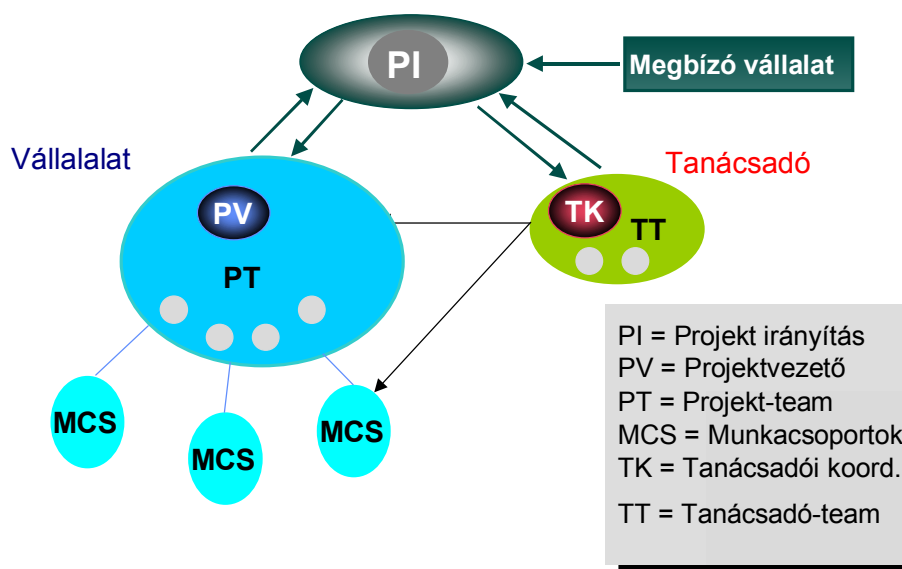 PI
Megbízó vállalat
Vállalalat
Tanácsadó
PV
TK
TT
PT
MCS
MCS
MCS
PI = Projekt irányítás
PV = Projektvezető
PT = Projekt-team
MCS = Munkacsoportok
TK = Tanácsadói koord.
TT = Tanácsadó-team